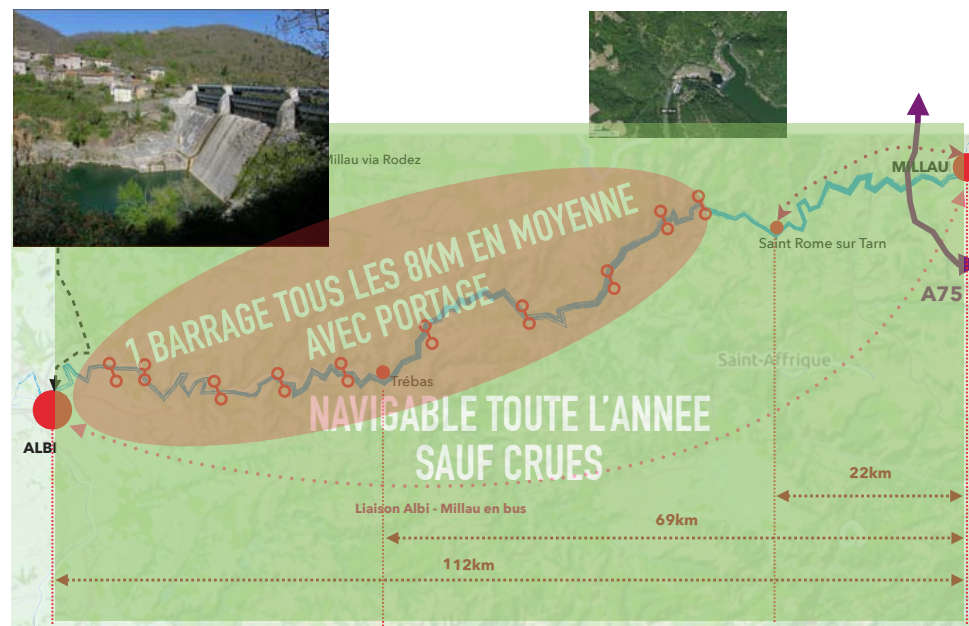 Millau via Rodez
MILLAU
Saint Rome sur Tarn
A75
1 BARRAGE TOUS LES 8KM EN MOYENNE
AVEC PORTAGE
Saint-Affrique
Trébas
NAVIGABLE TOUTE L'ANNEE
SAUF CRUES
ALBI
22km
Liaison Albi - Millau en bus
69km
112km